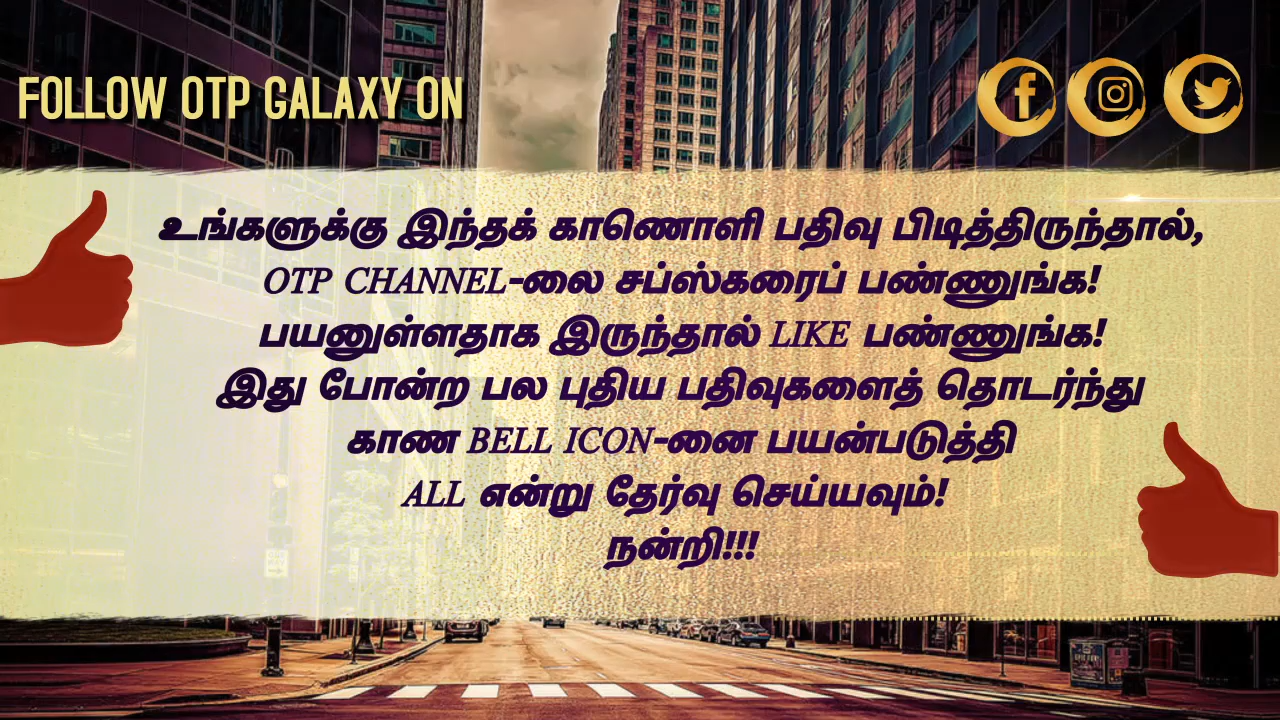 FOLLOW OTP GALAXY ON
உங்களுக்கு இந்தக் காணொளி பதிவு பிடித்திருந்தால்,
OTP CHANNEL-லை சப்ஸ்கரைப் பண்ணுங்க!
பயனுள்ளதாக இருந்தால் LIKE பண்ணுங்க!
இது போன்ற பல புதிய பதிவுகளைத் தொடர்ந்து
காண BELL ICON-னை பயன்படுத்தி
ALL என்று தேர்வு செய்யவும்!
நன்றி!!!